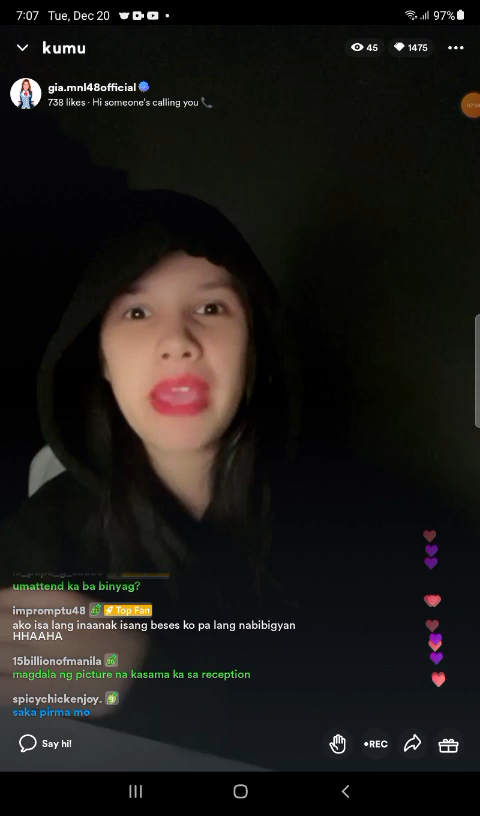 7:07 Tue, Dec 20 97%
kumu
45
1475
gia.mnl48official
738 likes · Hi someone's calling you
umattend ka ba binyag?
impromptu48 Top Fan
ako isa lang inaanak isang beses ko pa lang nabibigyan
HHAAHA
15billionofmanila
magdala ng picture na kasama ka sa reception
spicychickenjoy.
saka pirma mo
Say hi!
•REC